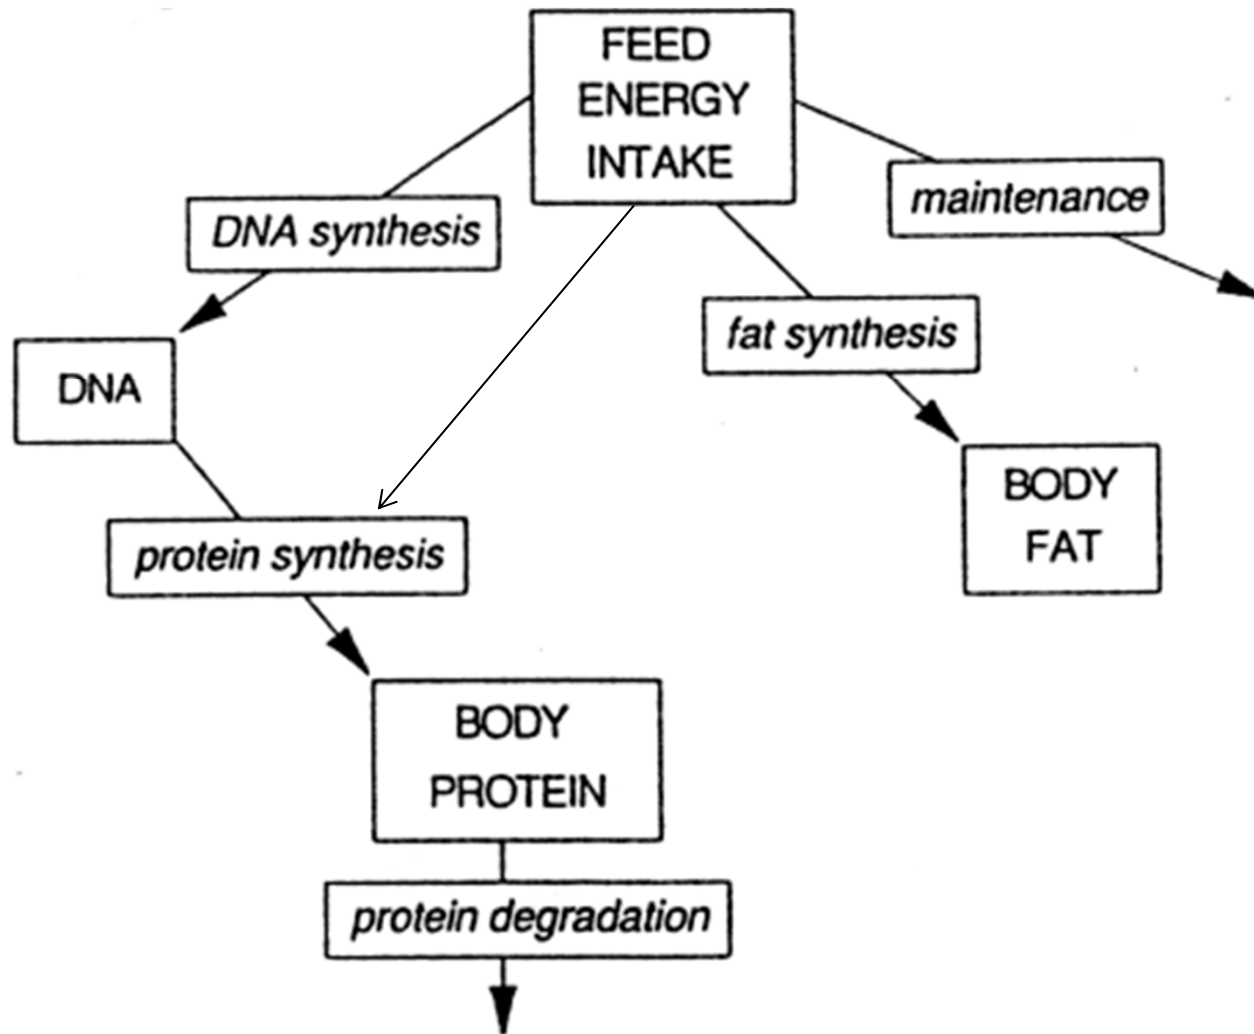 FEED
ENERGY
INTAKE
maintenance
DNA synthesis
fat synthesis
DNA
BODY
FAT
protein synthesis
BODY
PROTEIN
protein degradation